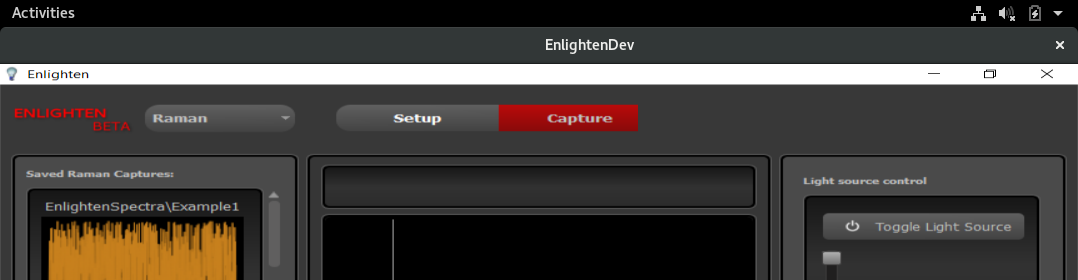 Activities
EnlightenDev
Enlighten
ENLIGHTEN
BETA
Raman
Setup
Capture
Saved Raman Captures:
EnlightenSpectra\Example1
Light source control
Toggle Light Source